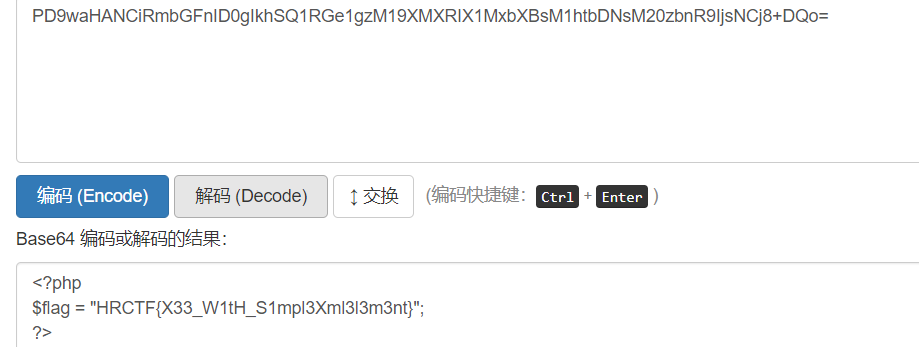 PD9waHANCiRmbGFnID0gIkhSQ1RGe1gzM19XMXRIX1MxbXBsM1htbDNsM20zbnR9IjsNCj8+DQo=
编码 (Encode) 解码 (Decode) ↕ 交换 (编码快捷键: Ctrl + Enter )
Base64 编码或解码的结果:
<?php
$flag = "HRCTF{X33_W1tH_S1mpl3Xml3l3m3nt}";
?>